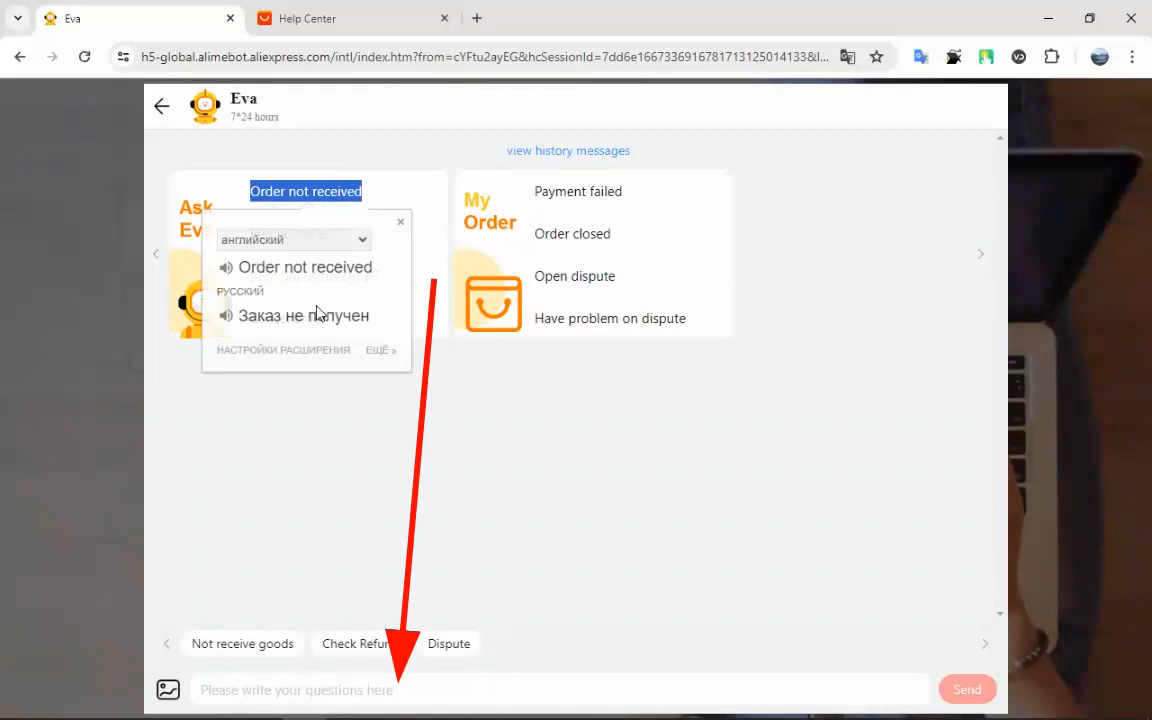 Eva
Help Center
h5-global.alimebot.aliexpress.com/intl/index.htm?from=cYFtu2ayEG&hcSessionId=7dd6e1667336916781713125014133&l...
Eva
7*24 hours
view history messages
Order not received
Ask
Eva
английский
Order not received
РУССКИЙ
Заказ не получен
НАСТРОЙКИ РАСШИРЕНИЯ ЕЩЁ »
My
Order
Payment failed
Order closed
Open dispute
Have problem on dispute
Not receive goods
Check Refun
Dispute
Please write your questions here
Send